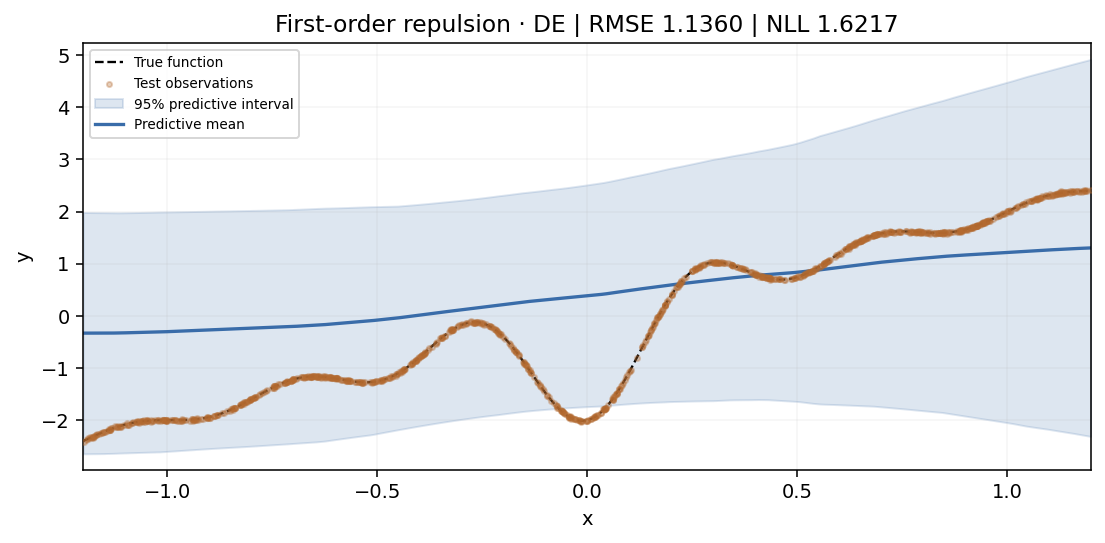 First-order repulsion · DE | RMSE 1.1360 | NLL 1.6217
True function
Test observations
95% predictive interval
Predictive mean
y
5
4
3
2
1
0
−1
−2
−1.0 −0.5 0.0 0.5 1.0
x